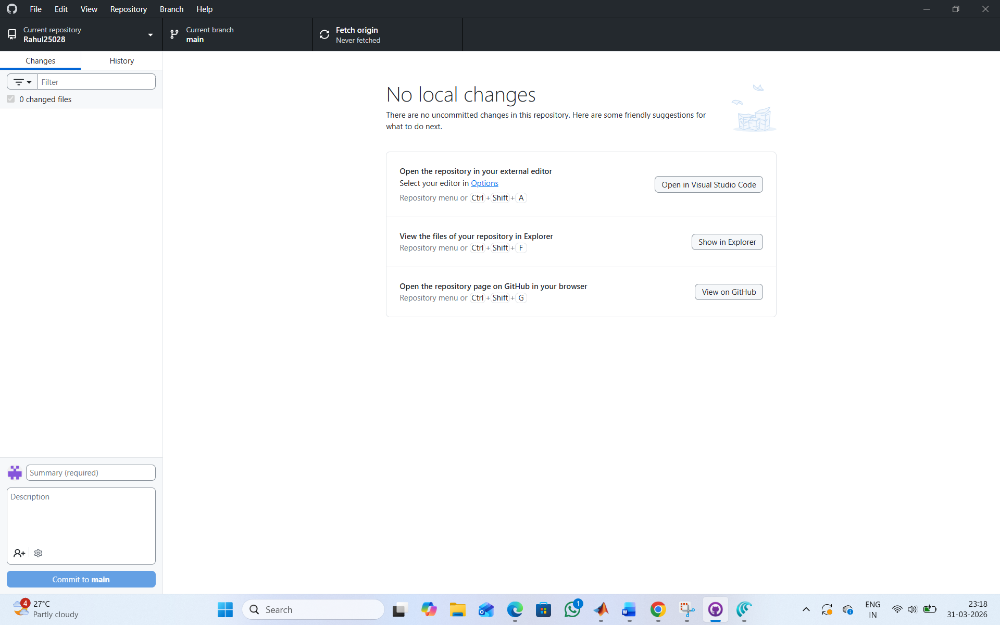 File Edit View Repository Branch Help
Current repository
Rahul25028
Current branch
main
Fetch origin
Never fetched
Changes History
Filter
0 changed files
No local changes
There are no uncommitted changes in this repository. Here are some friendly suggestions for
what to do next.
Open the repository in your external editor
Select your editor in Options
Repository menu or Ctrl + Shift + A
Open in Visual Studio Code
View the files of your repository in Explorer
Repository menu or Ctrl + Shift + F
Show in Explorer
Open the repository page on GitHub in your browser
Repository menu or Ctrl + Shift + G
View on GitHub
Summary (required)
Description
Commit to main
4
27°C
Partly cloudy
Search
1
W
ENG
IN
23:18
31-03-2026